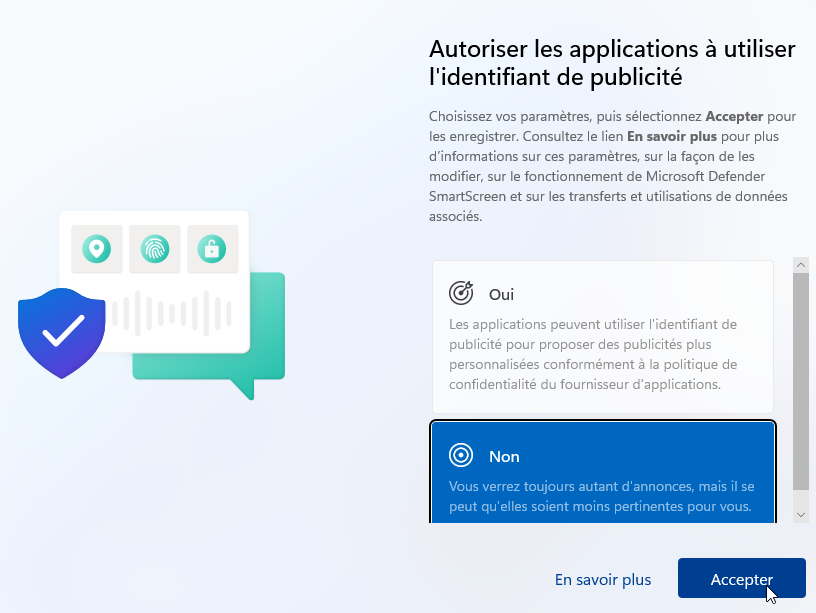 Autoriser les applications à utiliser
l'identifiant de publicité
Choisissez vos paramètres, puis sélectionnez Accepter pour
les enregistrer. Consultez le lien En savoir plus pour plus
d’informations sur ces paramètres, sur la façon de les
modifier, sur le fonctionnement de Microsoft Defender
SmartScreen et sur les transferts et utilisations de données
associés.
Oui
Les applications peuvent utiliser l'identifiant de
publicité pour proposer des publicités plus
personnalisées conformément à la politique de
confidentialité du fournisseur d'applications.
Non
Vous verrez toujours autant d'annonces, mais il se
peut qu'elles soient moins pertinentes pour vous.
En savoir plus
Accepter